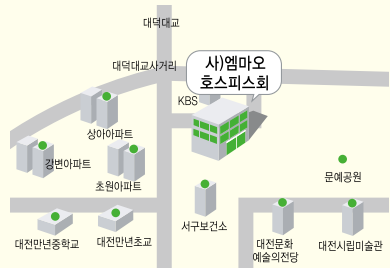 대덕대교
대덕대교사거리
사)엠마오
호스피스회
KBS
상아아파트
강변아파트
초원아파트
문예공원
서구보건소
대전만년중학교
대전만년초교
대전문화
예술의전당
대전시립미술관